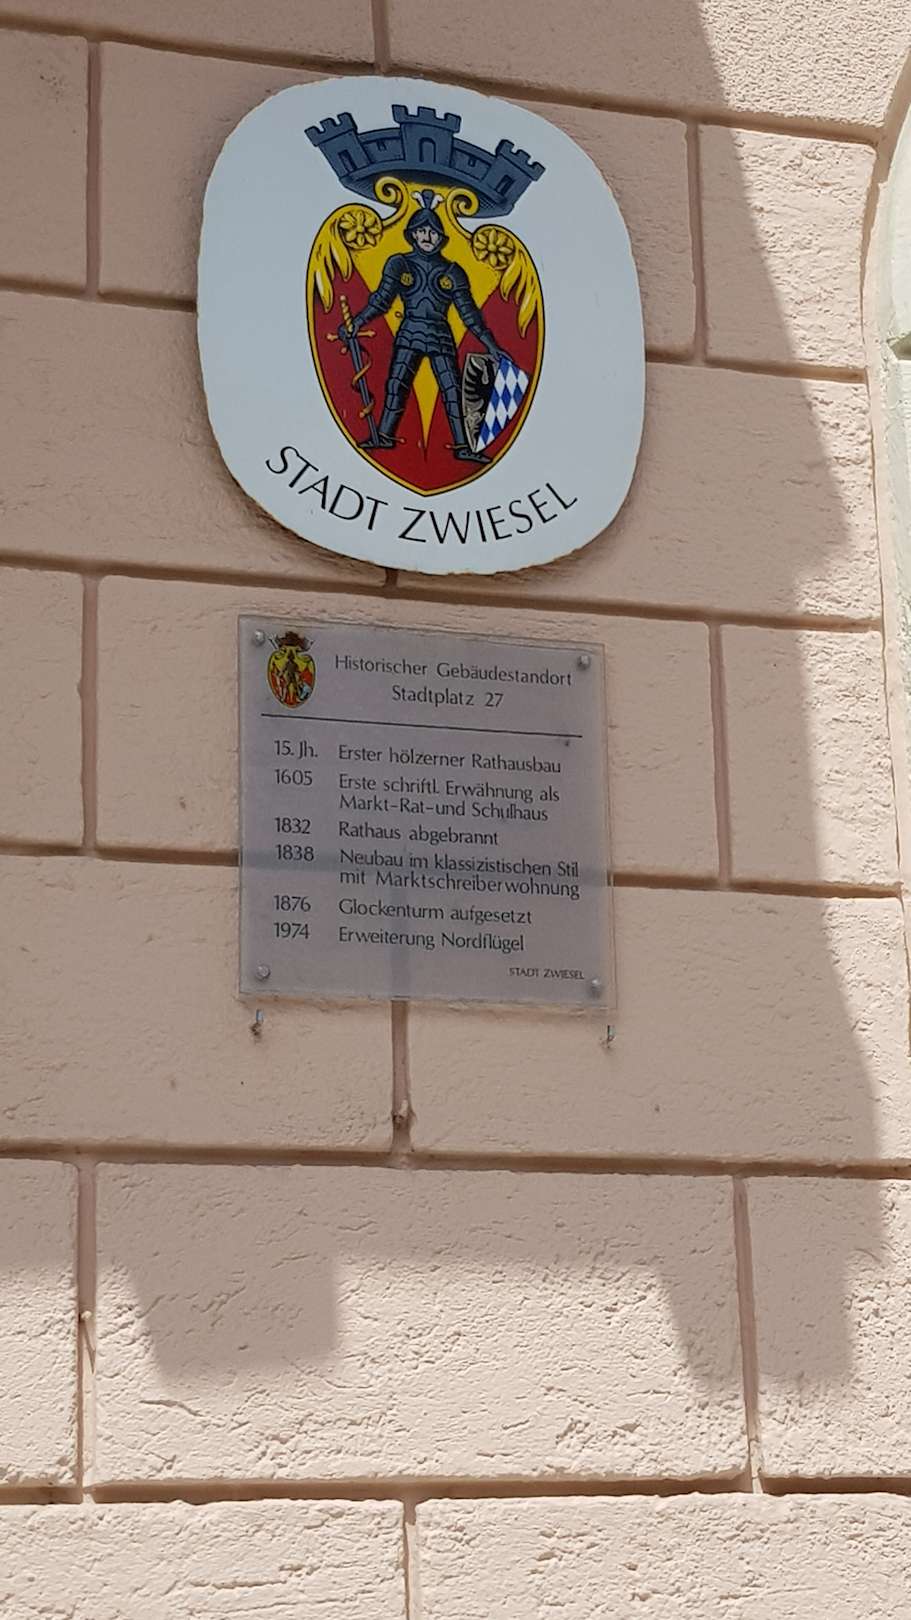 STADT ZWIESEL
Historischer Gebäudestandort
Stadtplatz 27
15. Jh. Erster hölzerner Rathausbau
1605 Erste schriftl. Erwähnung als
Markt-Rat-und Schulhaus
1832 Rathaus abgebrannt
1838 Neubau im klassizistischen Stil
mit Marktschreiberwohnung
1876 Glockenturm aufgesetzt
1974 Erweiterung Nordflügel
STADT ZWIESEL